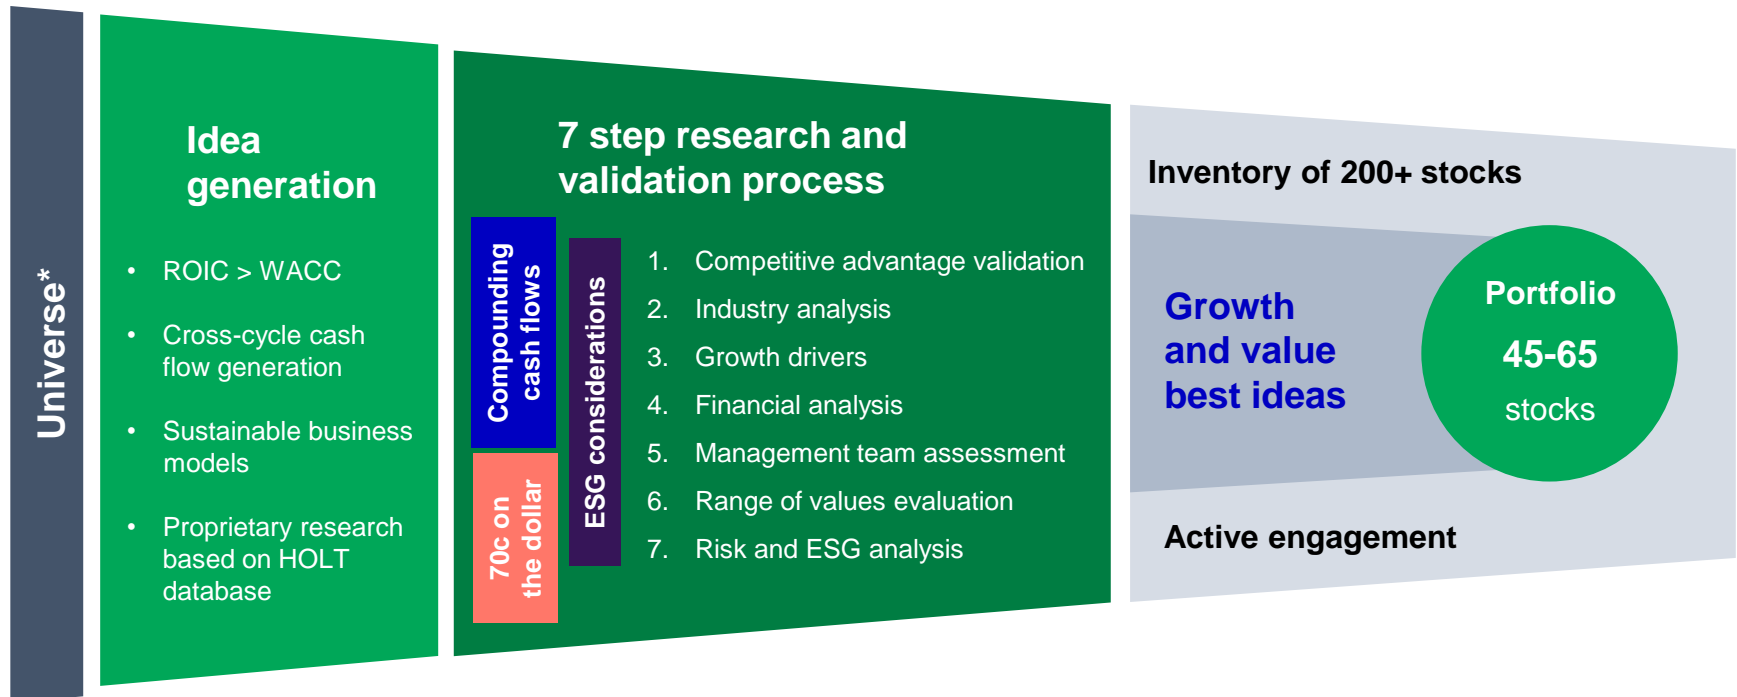 Universe*
Idea
generation
• ROIC > WACC
• Cross-cycle cash
flow generation
• Sustainable business
models
• Proprietary research
based on HOLT
database
7 step research and
validation process
Compounding
cash flows
70c on
the dollar
ESG considerations
1. Competitive advantage validation
2. Industry analysis
3. Growth drivers
4. Financial analysis
5. Management team assessment
6. Range of values evaluation
7. Risk and ESG analysis
Inventory of 200+ stocks
Growth
and value
best ideas
Portfolio
45-65
stocks
Active engagement